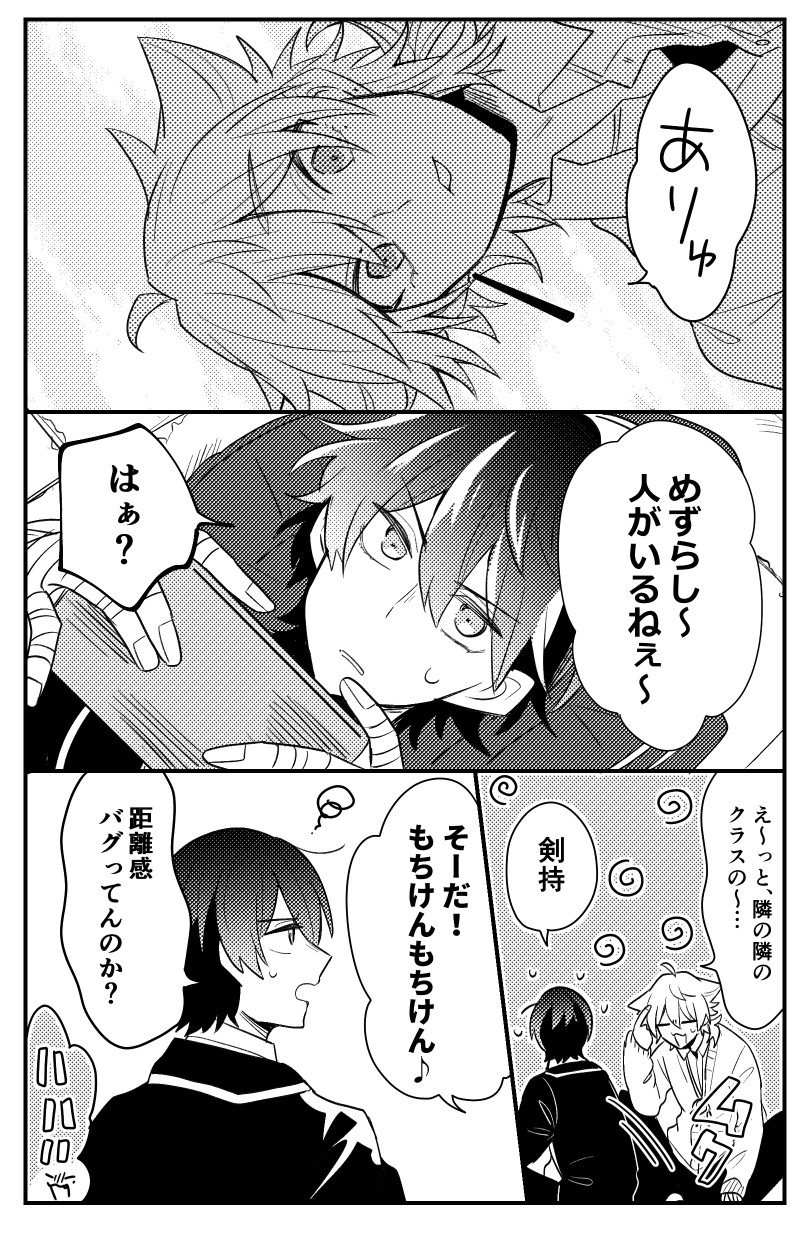 ありゅ
めずらし〜
人がいるねぇ〜
はぁ？
え〜っと、隣の隣の
クラスの〜…
剣持
ムク
そーだ！
もちけんもちけん♪
距離感
バグってんのか？
ハハハ